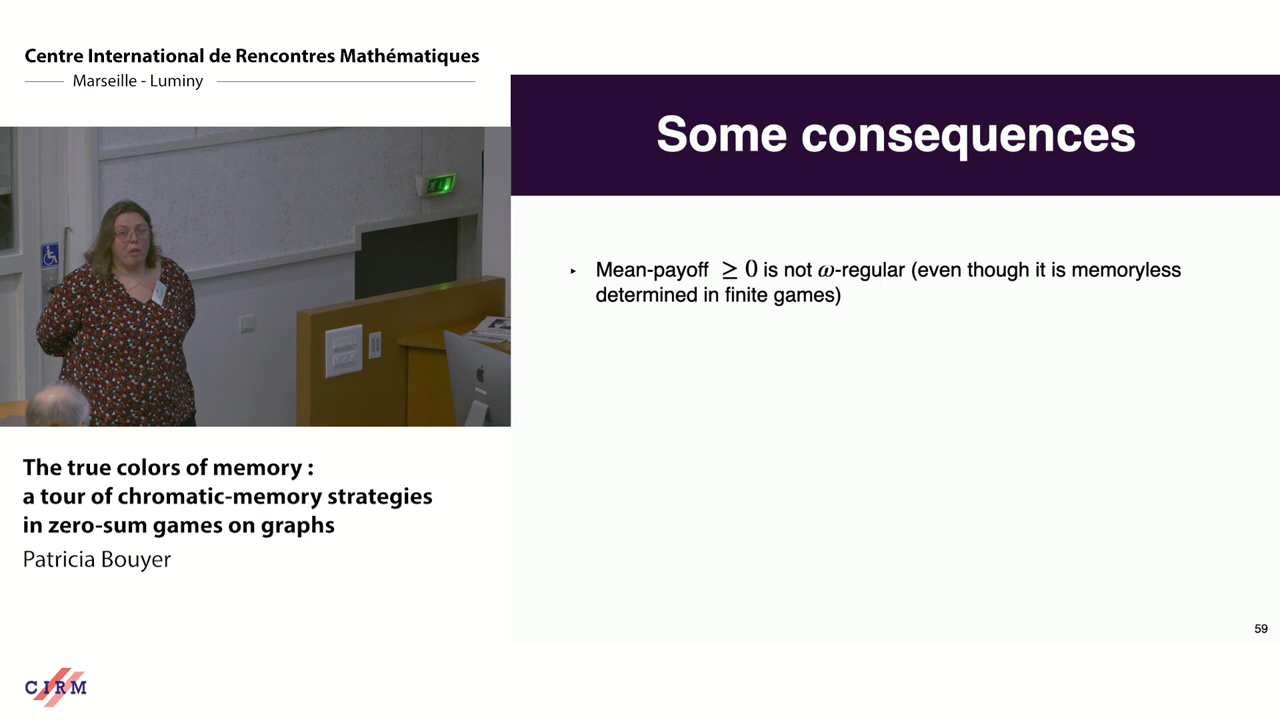 Centre International de Rencontres Mathématiques
Marseille - Luminy
Some consequences
‣ Mean-payoff ≥ 0 is not ω-regular (even though it is memoryless
determined in finite games)
59
The true colors of memory :
a tour of chromatic-memory strategies
in zero-sum games on graphs
Patricia Bouyer
CIRM